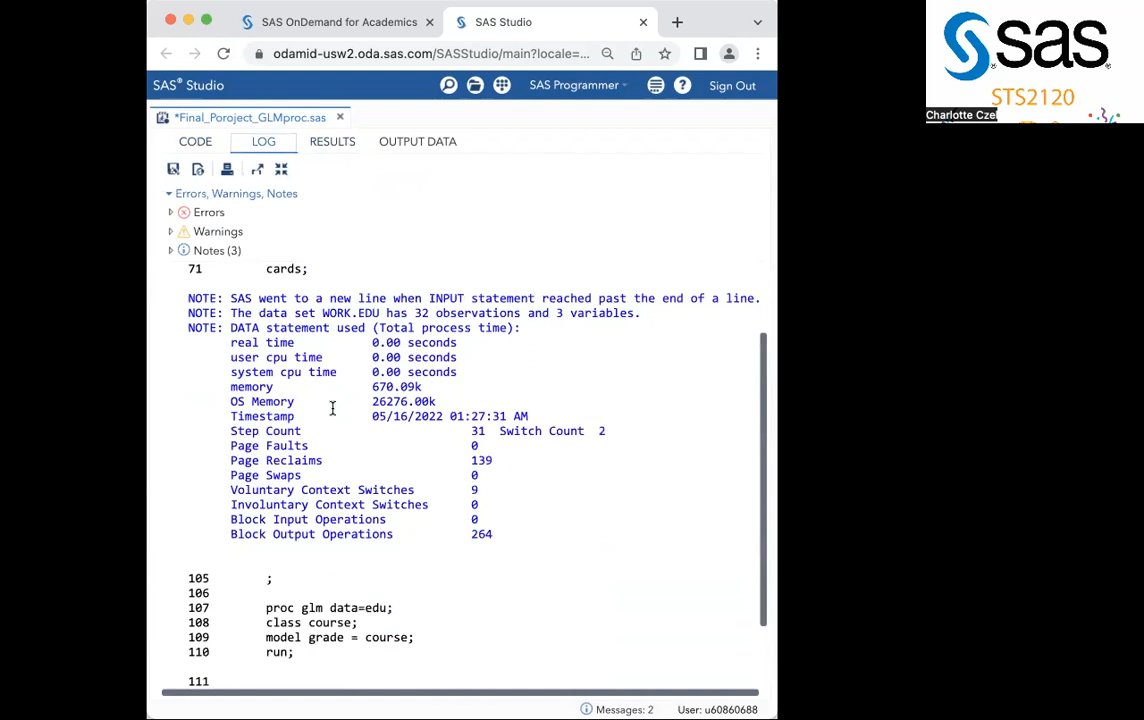 SAS OnDemand for Academics
SAS Studio
odamid-usw2.oda.sas.com/SASStudio/main?locale=...
SAS® Studio
SAS Programmer
Sign Out
*Final_Poroject_GLMproc.sas
CODE
LOG
RESULTS
OUTPUT DATA
Errors, Warnings, Notes
Errors
Warnings
Notes (3)
71 cards;
NOTE: SAS went to a new line when INPUT statement reached past the end of a line.
NOTE: The data set WORK.EDU has 32 observations and 3 variables.
NOTE: DATA statement used (Total process time):
real time 0.00 seconds
user cpu time 0.00 seconds
system cpu time 0.00 seconds
memory 670.09k
OS Memory 26276.00k
Timestamp 05/16/2022 01:27:31 AM
Step Count 31 Switch Count 2
Page Faults 0
Page Reclaims 139
Page Swaps 0
Voluntary Context Switches 9
Involuntary Context Switches 0
Block Input Operations 0
Block Output Operations 264
105 ;
106
107 proc glm data=edu;
108 class course;
109 model grade = course;
110 run;
111
Messages: 2
User: u60860688
sas
STS2120
Charlotte Czel